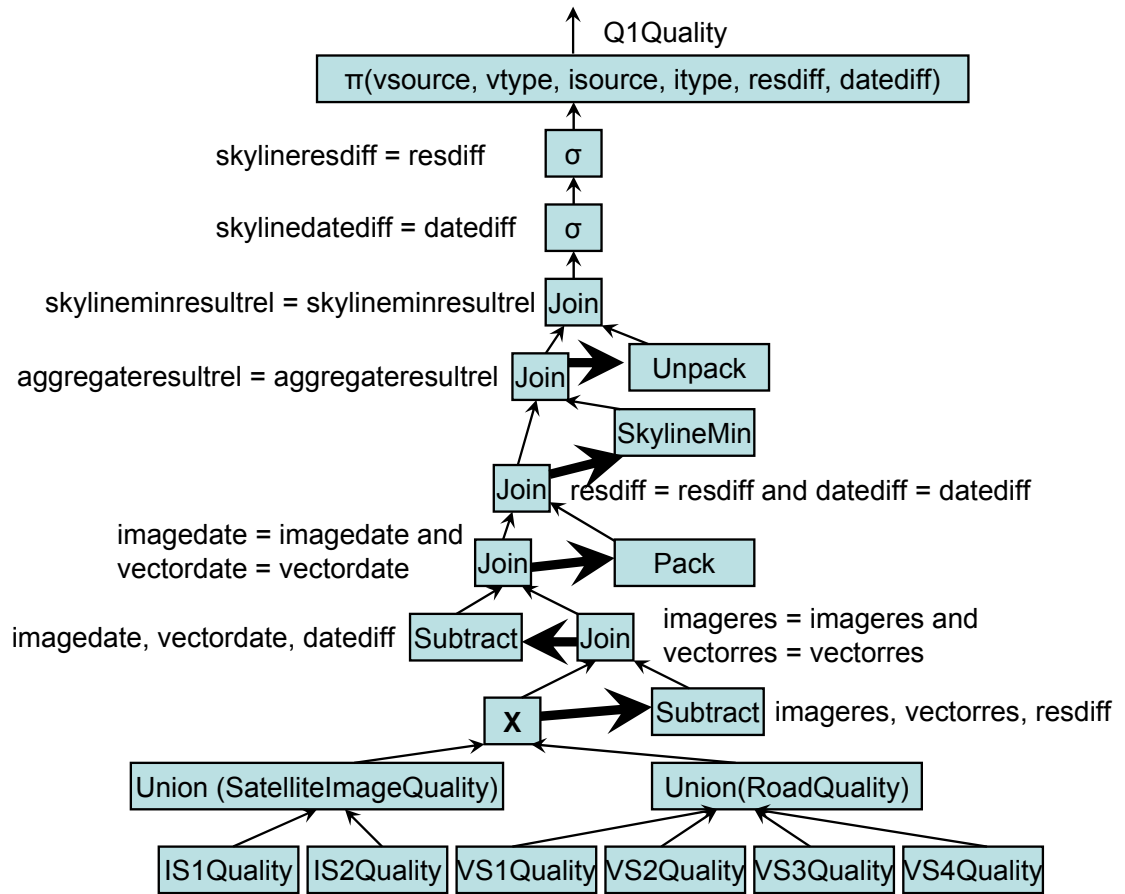 Q1Quality
π(vsource, vtype, isource, itype, resdiff, datediff)
skylineresdiff = resdiff
σ
skylinedatediff = datediff
σ
skylineminresultrel = skylineminresultrel
Join
aggregateresultrel = aggregateresultrel
Join
Unpack
SkylineMin
Join
resdiff = resdiff and datediff = datediff
imagedate = imagedate and
vectordate = vectordate
Join
Pack
imagedate, vectordate, datediff
Subtract
Join
imageres = imageres and
vectorres = vectorres
X
Subtract
imageres, vectorres, resdiff
Union (SatelliteImageQuality)
Union(RoadQuality)
IS1Quality
IS2Quality
VS1Quality
VS2Quality
VS3Quality
VS4Quality